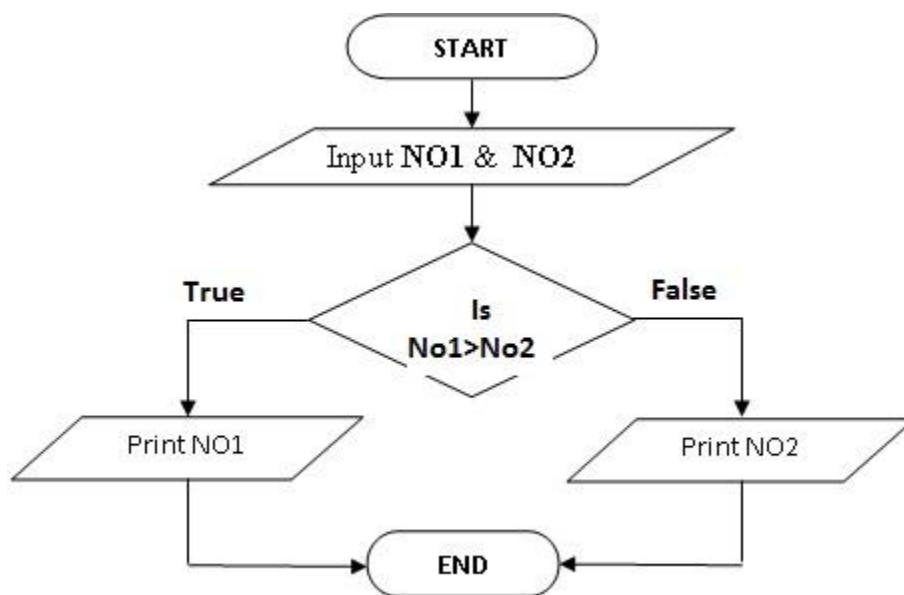 START
Input NO1 & NO2
True
False
Is
No1>No2
Print NO1
Print NO2
END